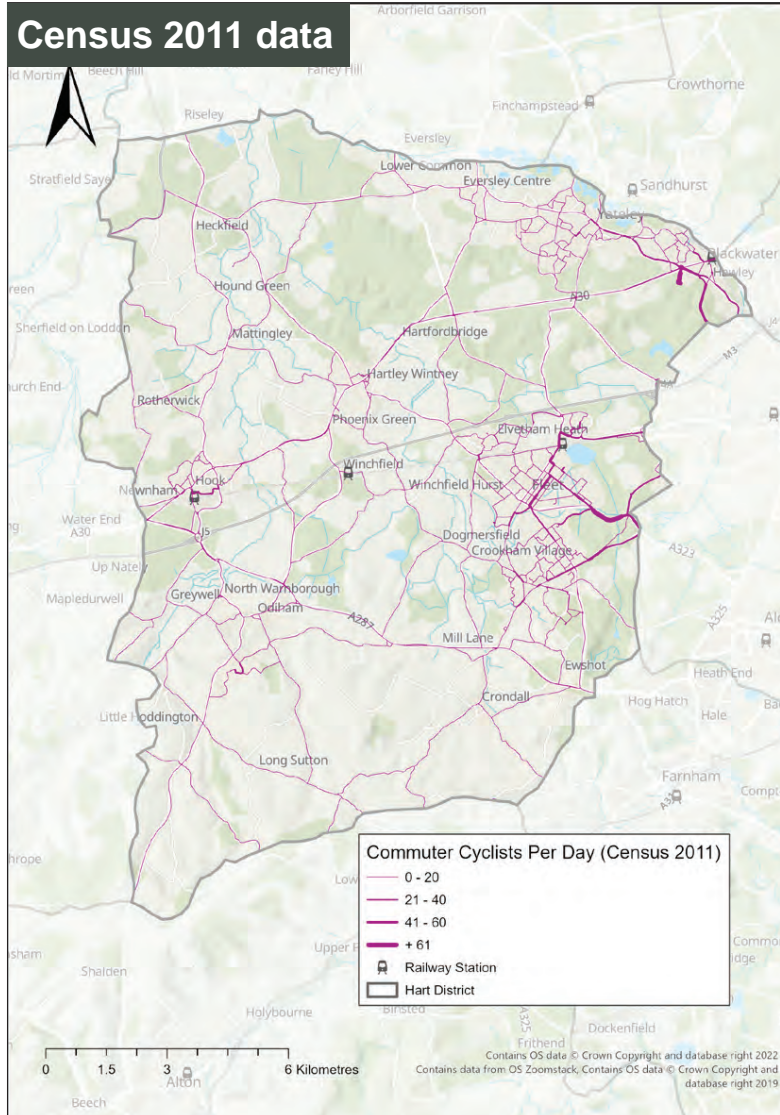 Census 2011 data
Arborfield Garrison
Beech Hill
Farley Hill
Crowthorne
Riseley
Finchampstead
Eversley
Stratfield Saye
Lower Common
Eversley Centre
Sandhurst
Yateley
Heckfield
Blackwater
Hawley
Hound Green
A30
Sherfield on Loddon
Mattingley
Hartfordbridge
M3
J4
Hartley Wintney
Rotherwick
Phoenix Green
Elvetham Heath
Winchfield
Hook
Newnham
Winchfield Hurst
Fleet
Water End
A30
J5
Dogmersfield
Crookham Village
A323
Up Nately
Mapledurwell
Greywell
North Warnborough
Odiham
A287
A325
Mill Lane
Ewshot
Heath End
Crondall
Hog Hatch
Hale
Little Hoddington
Long Sutton
Farnham
Commuter Cyclists Per Day (Census 2011)
0 - 20
21 - 40
41 - 60
+ 61
Railway Station
Hart District
Shalden
Holybourne
Binsted
A325
Dockenfield
Frithend
0 1.5 3 6 Kilometres
Alton
Beech
Contains OS data © Crown Copyright and database right 2022
Contains data from OS Zoomstack, Contains OS data © Crown Copyright and
database right 2019